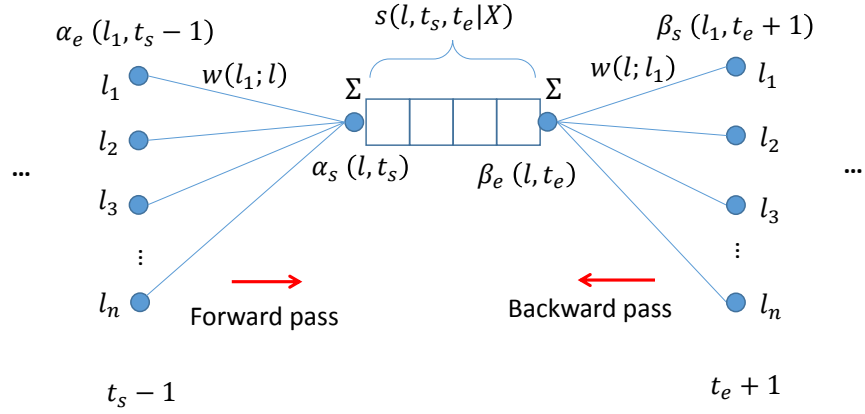 s(l, t_s, t_e|X)
α_e (l_1, t_s − 1)
β_s (l_1, t_e + 1)
w(l_1; l)
w(l; l_1)
l_1
Σ
Σ
l_1
l_2
l_2
α_s (l, t_s)
β_e (l, t_e)
...
...
l_3
l_3
⋮
⋮
l_n
l_n
Forward pass
Backward pass
t_s − 1
t_e + 1